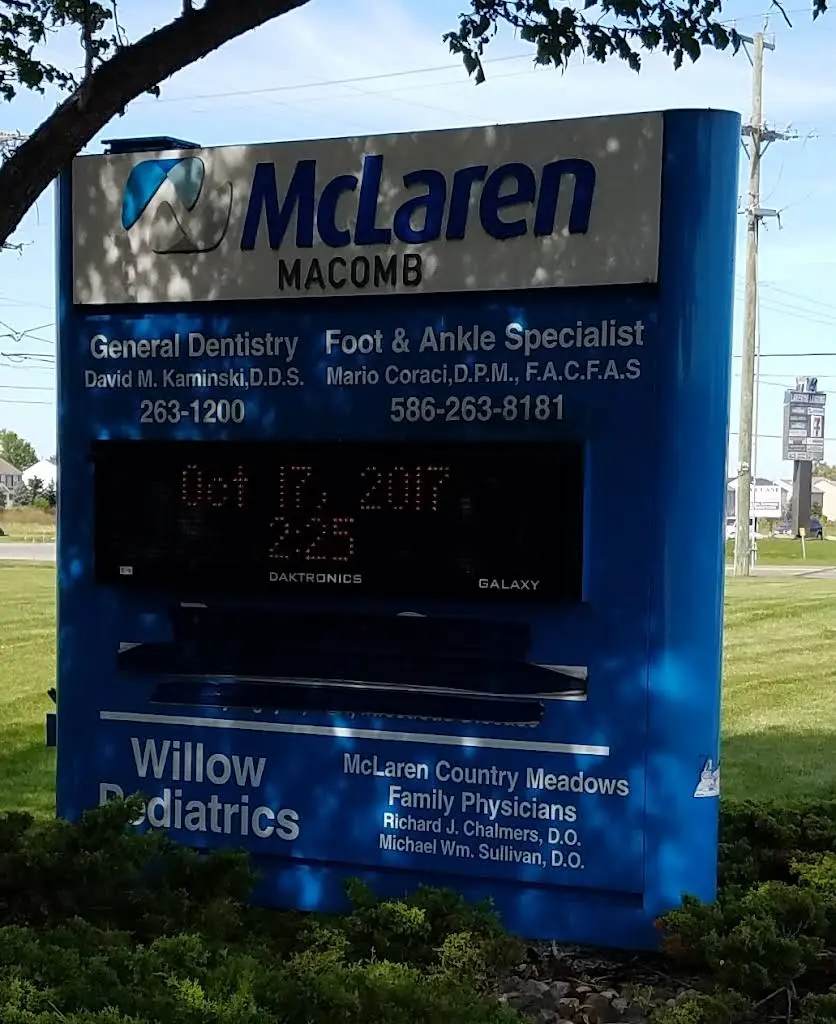 McLaren
MACOMB
General Dentistry
David M. Kaminski,D.D.S.
263-1200
Foot & Ankle Specialist
Mario Coraci,D.P.M., F.A.C.F.A.S
586-263-8181
Oct 17, 2017
2:25
DAKTRONICS
GALAXY
Willow
Pediatrics
McLaren Country Meadows
Family Physicians
Richard J. Chalmers, D.O.
Michael Wm. Sullivan, D.O.